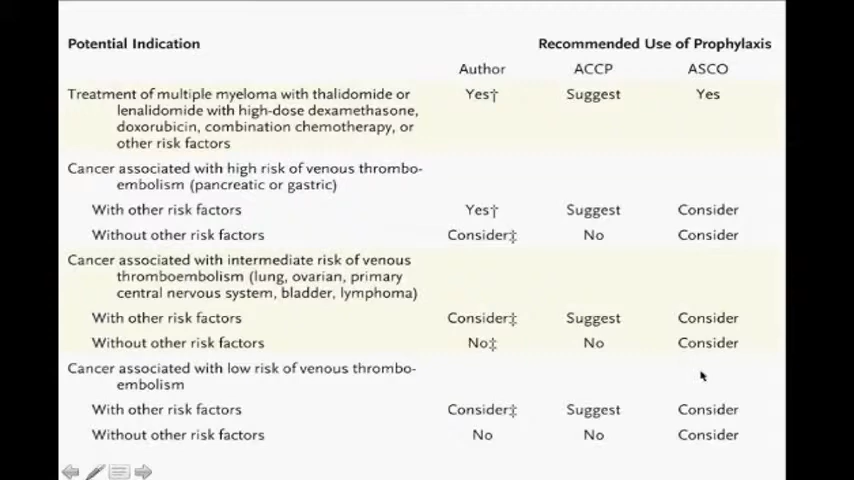 Potential Indication Recommended Use of Prophylaxis
Author ACCP ASCO
Treatment of multiple myeloma with thalidomide or Yes† Suggest Yes
lenalidomide with high-dose dexamethasone,
doxorubicin, combination chemotherapy, or
other risk factors
Cancer associated with high risk of venous thrombo-
embolism (pancreatic or gastric)
With other risk factors Yes† Suggest Consider
Without other risk factors Consider‡ No Consider
Cancer associated with intermediate risk of venous
thromboembolism (lung, ovarian, primary
central nervous system, bladder, lymphoma)
With other risk factors Consider‡ Suggest Consider
Without other risk factors No‡ No Consider
Cancer associated with low risk of venous thrombo-
embolism
With other risk factors Consider‡ Suggest Consider
Without other risk factors No No Consider